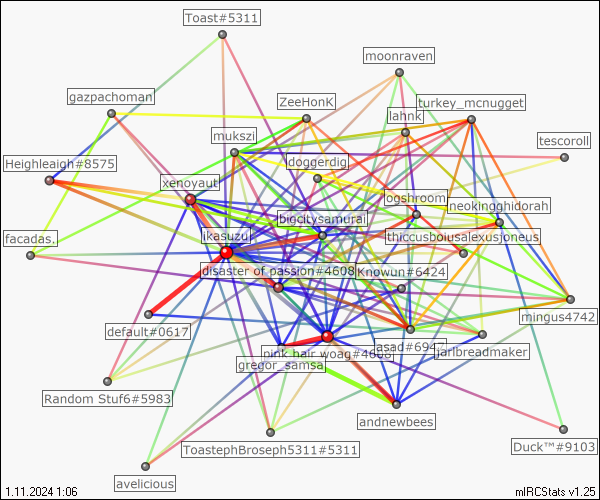 Toast#5311
moonraven
gazpachoman
ZeeHonK
turkey_mcnugget
lahnk
mukszi
tescoroll
doggerdig
Heighleaigh#8575
xenoyaut
ogshroom
neokingghidorah
bigcitysamurai
ikasuzu
thiccusbonusalexusjoneus
facadas.
disaster of passion#4608
Knowun#6424
mingus4742
default#0617
asad#694
jarlbreadmaker
pink hair woag#4608
gregor_samsa
Random Stuf6#5983
andnewbees
ToastephBroseph5311#5311
Duck™#9103
avelicious
1.11.2024 1:06
mIRCStats v1.25